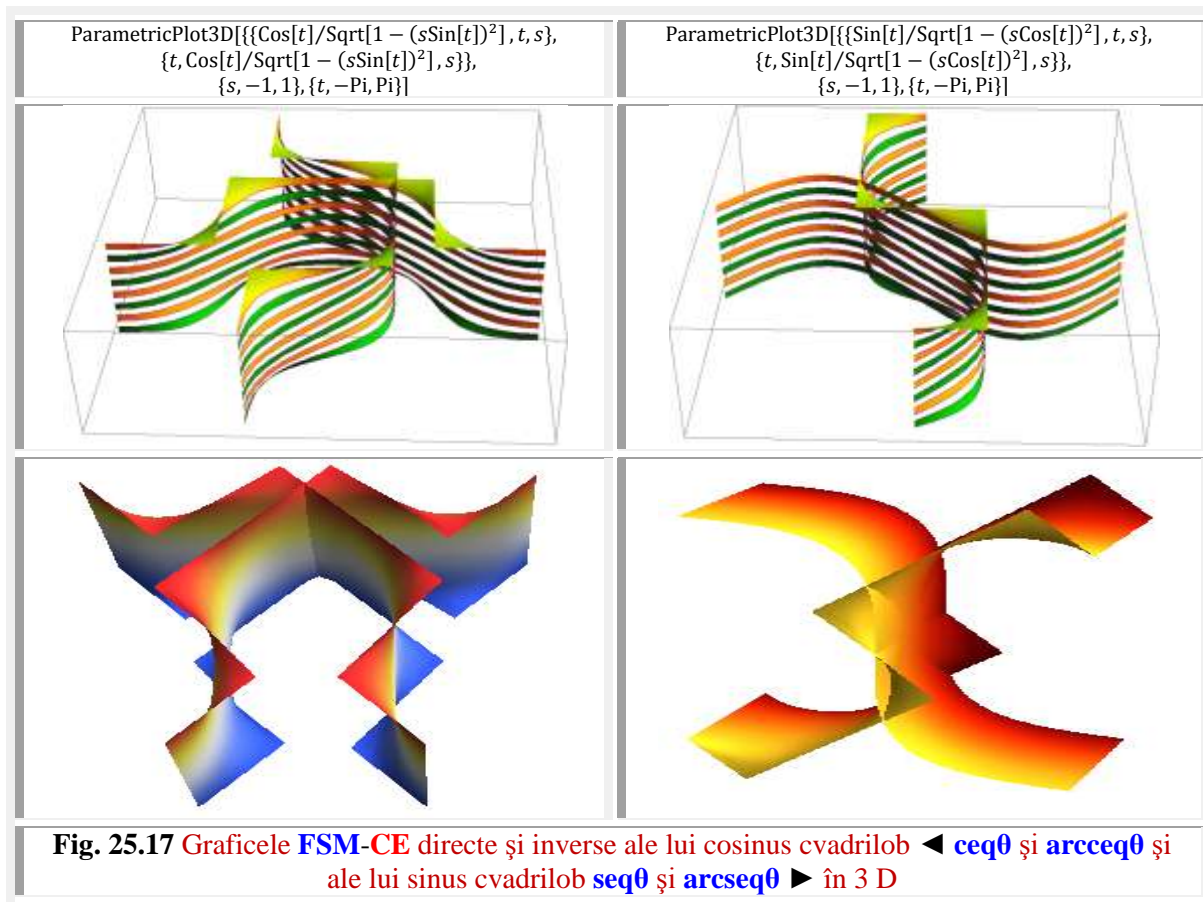 ParametricPlot3D[{{Cos[t]/Sqrt[1 − (sSin[t])²] , t, s},
{t, Cos[t]/Sqrt[1 − (sSin[t])²] , s}},
{s, −1, 1}, {t, −Pi, Pi}]
ParametricPlot3D[{{Sin[t]/Sqrt[1 − (sCos[t])²] , t, s},
{t, Sin[t]/Sqrt[1 − (sCos[t])²] , s}},
{s, −1, 1}, {t, −Pi, Pi}]
Fig. 25.17 Graficele FSM-CE directe şi inverse ale lui cosinus cvadrilob ◄ ceqθ şi arcceqθ şi
ale lui sinus cvadrilob seqθ şi arcseqθ ► în 3 D